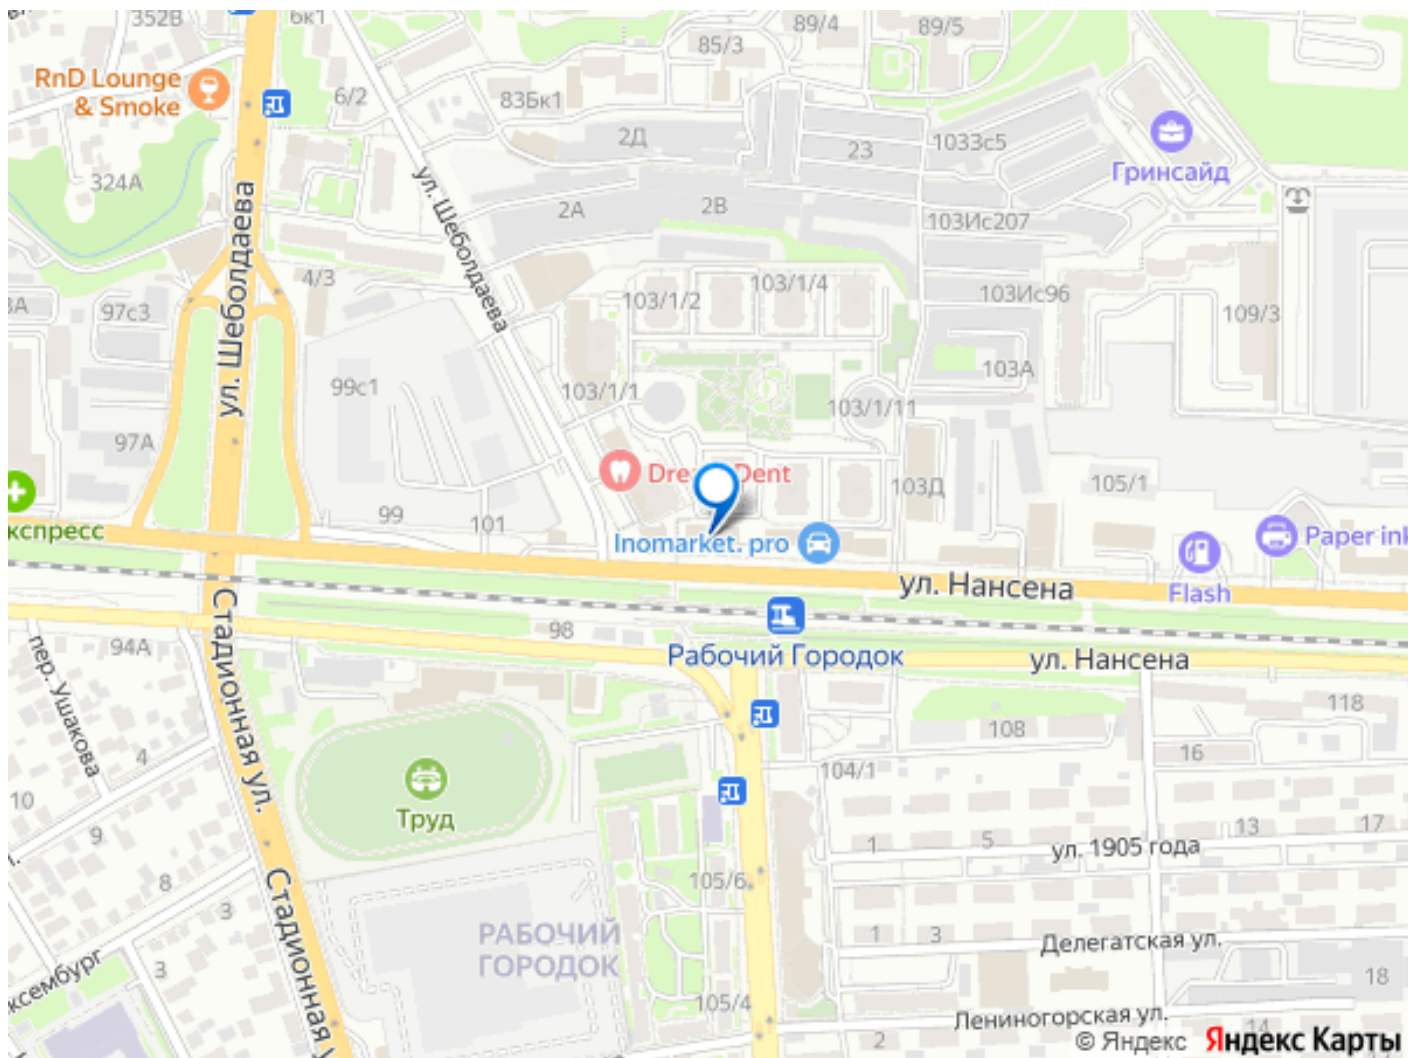 352В
6к1
89/4
89/5
85/3
RnD Lounge
& Smoke
6/2
83Бк1
2Д
23
1033с5
Гринсайд
324А
ул. Шеболдаева
ул. Шеболдаева
2А
2В
103Ис207
4/3
103/1/2
103/1/4
103Ис96
109/3
3А
97с3
99с1
103/1/1
103А
103/1/11
97А
Dre Dent
103Д
105/1
кспресс
99
101
Inomarket. pro
Paper ink
Flash
ул. Нансена
98
Рабочий Городок
ул. Нансена
94А
пер. Ушакова
Стадионная ул.
108
118
16
4
104/1
10
Труд
9
1
5
ул. 1905 года
13
17
8
105/6
3
Стадионная у
РАБОЧИЙ
ГОРОДОК
1
3
Делегатская ул.
3
ксембург
18
105/4
Лениногорская ул.
14
2
© Яндекс Яндекс Карты